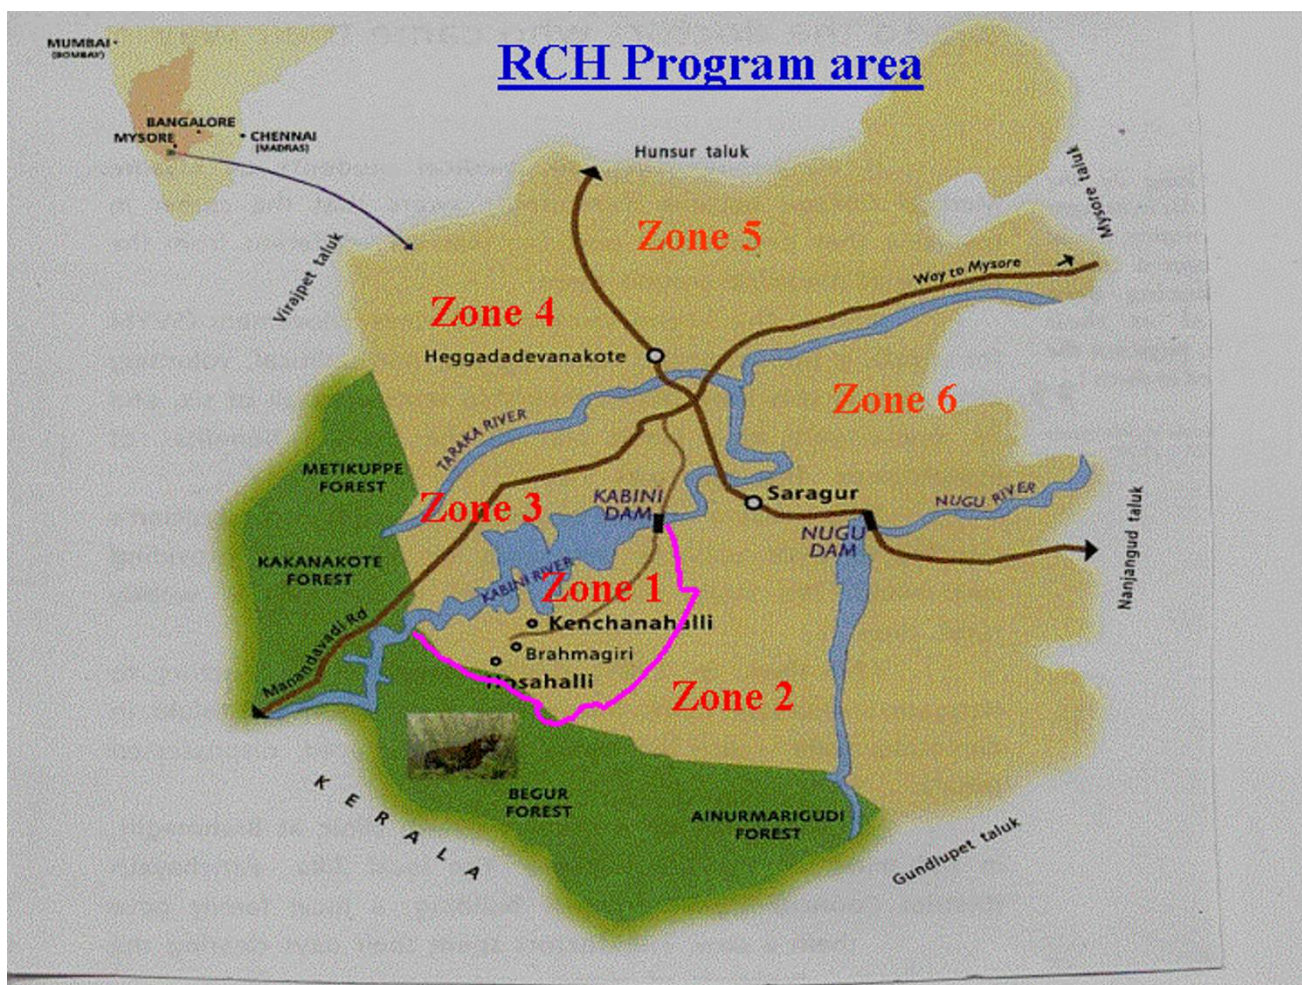 RCH Program area
MUMBAI
(BOMBAY)
BANGALORE
MYSORE
CHENNAI
(MADRAS)
Hunsur taluk
Mysore taluk
Virajpet taluk
Zone 5
Way to Mysore
Zone 4
Heggadadevanakote
Zone 6
TARAKA RIVER
METIKUPPE
FOREST
Zone 3
KABINI
DAM
Saragur
NUGU RIVER
NUGU
DAM
Nanjangud taluk
KAKANAKOTE
FOREST
KABINI RIVER
Zone 1
Manandavadi Rd
Kenchanahalli
Brahmagiri
Hosahalli
Zone 2
KERALA
BEGUR
FOREST
AINURMARIGUDI
FOREST
Gundlupet taluk